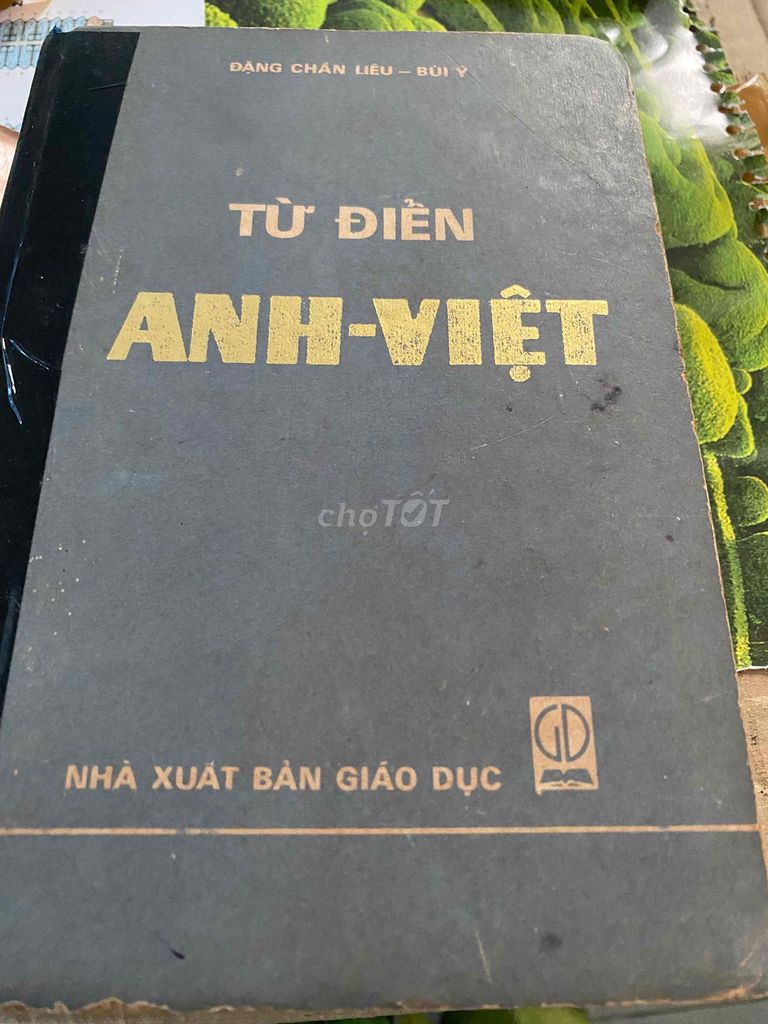 ĐẶNG CHẤN LIÊU – BÙI Ý
TỪ ĐIỂN
ANH-VIỆT
chợTỐT
GD
NHÀ XUẤT BẢN GIÁO DỤC